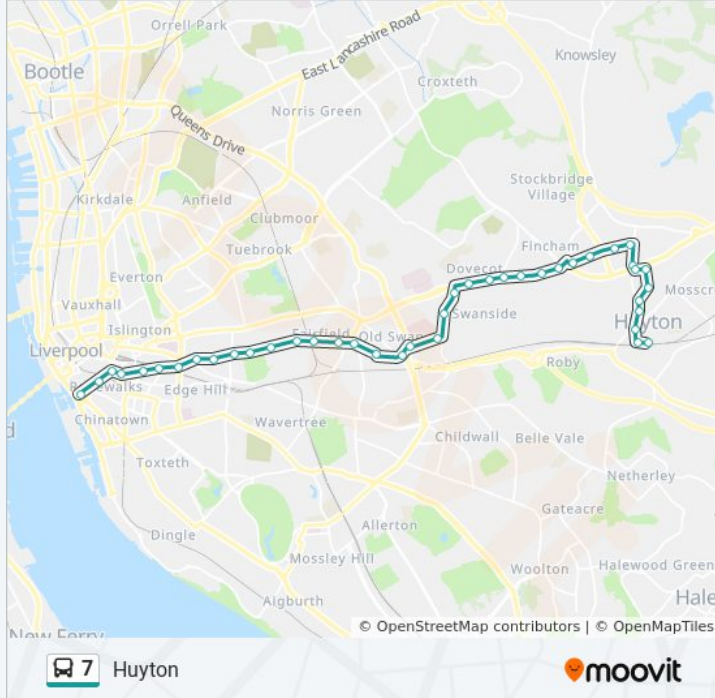 Orrell Park
East Lancashire Road
Knowsley
Bootle
Croxteth
Norris Green
Queens Drive
Stockbridge
Village
Kirkdale
Anfield
Clubmoor
Fincham
Tuebrook
Dovecot
Everton
Mosscr
Vauxhall
Swanside
Islington
Fairfield
Old Swan
Huyton
Liverpool
Roby
Edge Hill
Chinatown
Wavertree
Childwall
Belle Vale
Toxteth
Netherley
Gateacre
Dingle
Allerton
Mossley Hill
Woolton
Halewood Green
Aigburth
Hale
New Ferry
© OpenStreetMap contributors | © OpenMapTiles
7 Huyton
moovit